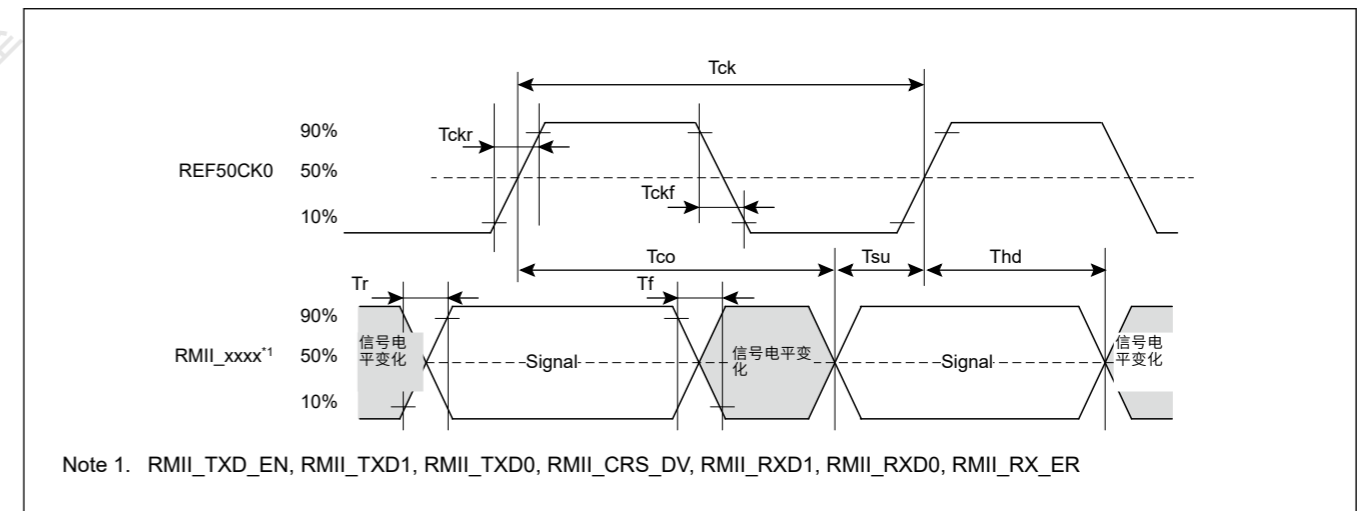 Tck
90%
Tckr
REF50CK0
50%
Tckf
10%
Tco
Tsu
Thd
Tr
Tf
90%
信号电
平变化
RMII_xxxx*1
50%
Signal
信号电平变
化
Signal
信号电
平变化
10%
Note 1. RMII_TXD_EN, RMII_TXD1, RMII_TXD0, RMII_CRS_DV, RMII_RXD1, RMII_RXD0, RMII_RX_ER